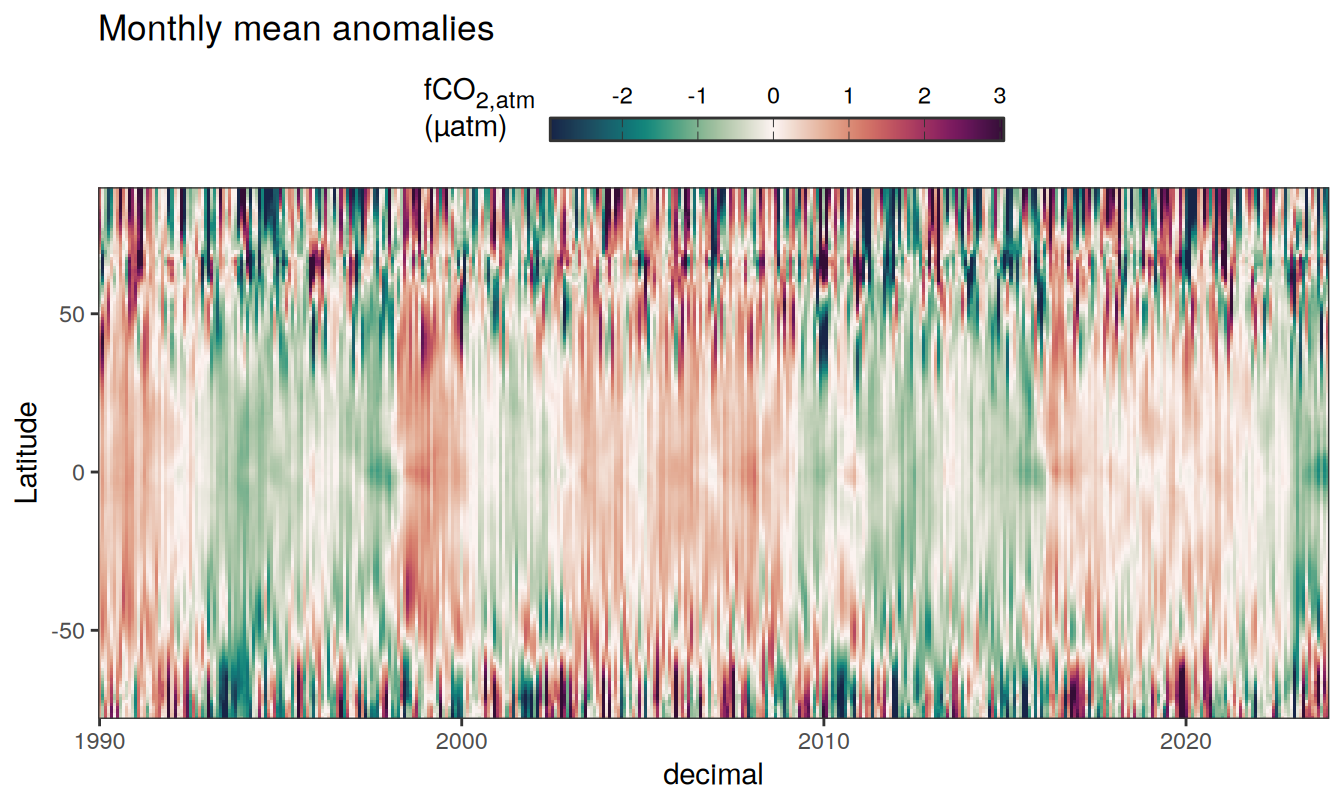 Monthly mean anomalies
fCO2,atm
(µatm)
-2 -1 0 1 2 3
Latitude
50
0
-50
1990 2000 2010 2020
decimal